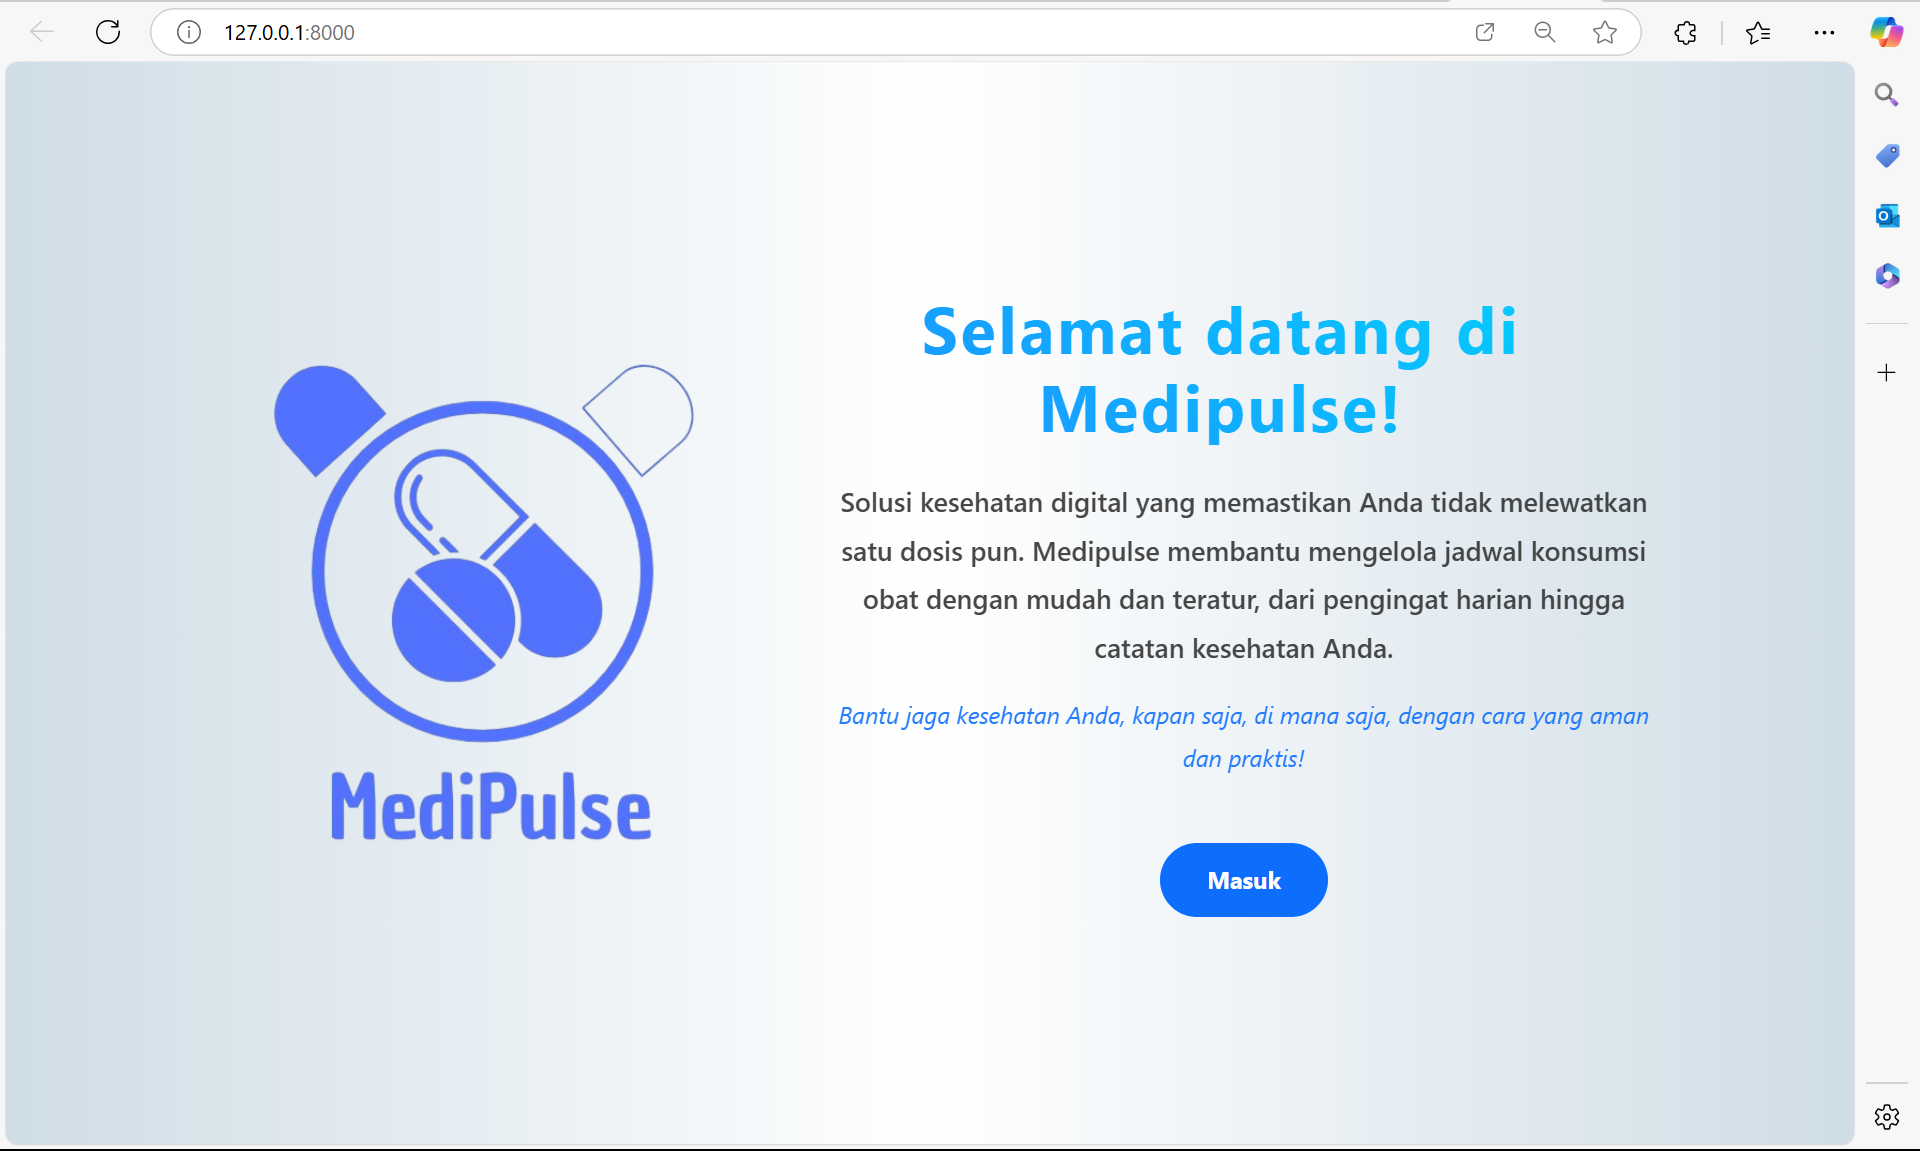 127.0.0.1:8000
Selamat datang di
Medipulse!
Solusi kesehatan digital yang memastikan Anda tidak melewatkan
satu dosis pun. Medipulse membantu mengelola jadwal konsumsi
obat dengan mudah dan teratur, dari pengingat harian hingga
catatan kesehatan Anda.
Bantu jaga kesehatan Anda, kapan saja, di mana saja, dengan cara yang aman
dan praktis!
MediPulse
Masuk